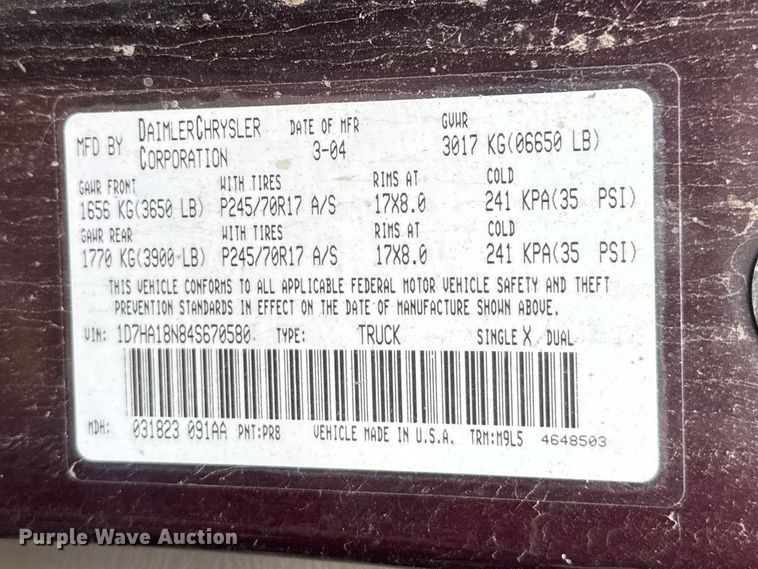 MFD BY DAIMLERCHRYSLER CORPORATION DATE OF MFR 3-04 GVWR 3017 KG(06650 LB)
GAWR FRONT WITH TIRES RIMS AT COLD
1656 KG(3650 LB) P245/70R17 A/S 17X8.0 241 KPA(35 PSI)
GAWR REAR WITH TIRES RIMS AT COLD
1770 KG(3900 LB) P245/70R17 A/S 17X8.0 241 KPA(35 PSI)
THIS VEHICLE CONFORMS TO ALL APPLICABLE FEDERAL MOTOR VEHICLE SAFETY AND THEFT
PREVENTION STANDARDS IN EFFECT ON THE DATE OF MANUFACTURE SHOWN ABOVE.
VIN: 1D7HA18N84S670580 TYPE: TRUCK SINGLE X DUAL
MDH: 031823 091AA PNT:PR8 VEHICLE MADE IN U.S.A. TRM:M9L5 4648503
Purple Wave Auction